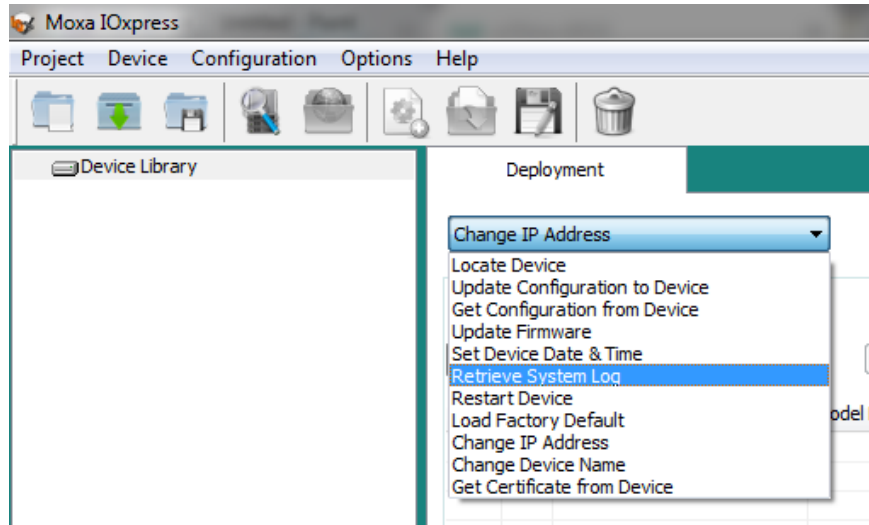 Moxa IOxpress
Project Device Configuration Options Help
Device Library
Deployment
Change IP Address
Locate Device
Update Configuration to Device
Get Configuration from Device
Update Firmware
Set Device Date & Time
Retrieve System Log
Restart Device
Load Factory Default
odel
Change IP Address
Change Device Name
Get Certificate from Device